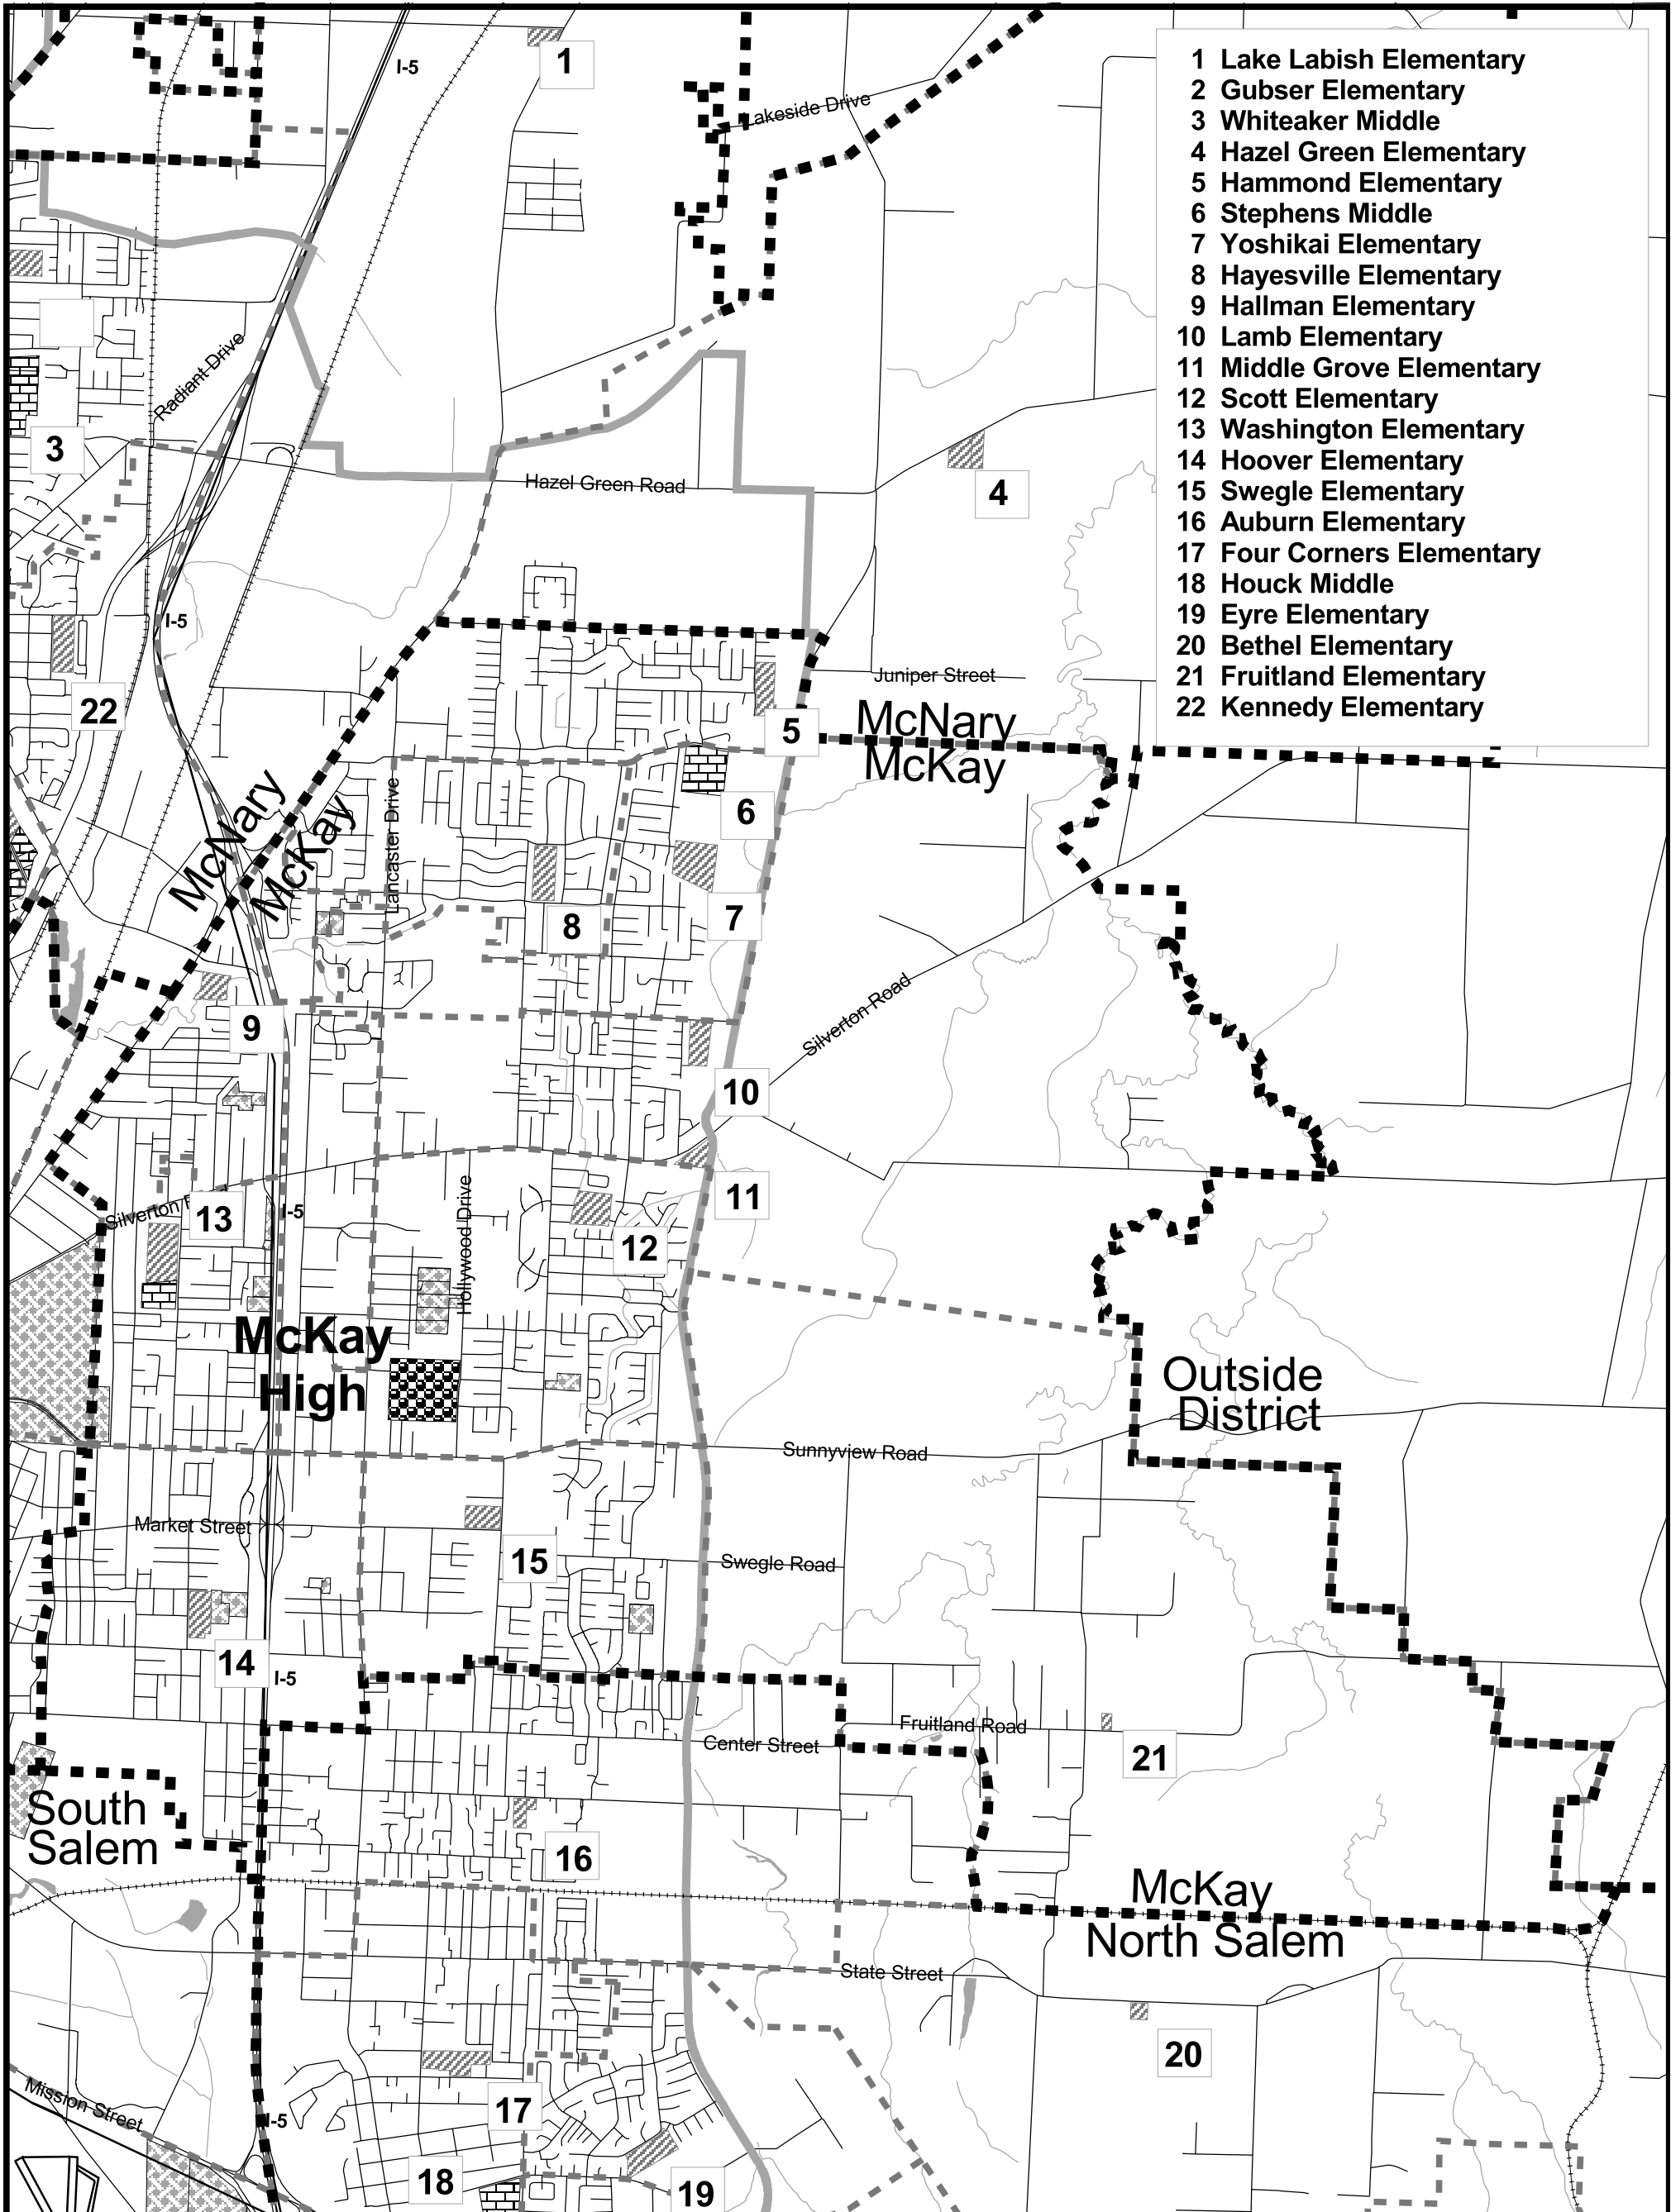 I-5
1
Lakeside Drive
1 Lake Labish Elementary
2 Gubser Elementary
3 Whiteaker Middle
4 Hazel Green Elementary
5 Hammond Elementary
6 Stephens Middle
7 Yoshikai Elementary
8 Hayesville Elementary
9 Hallman Elementary
10 Lamb Elementary
11 Middle Grove Elementary
12 Scott Elementary
13 Washington Elementary
14 Hoover Elementary
15 Swegle Elementary
16 Auburn Elementary
17 Four Corners Elementary
18 Houck Middle
19 Eyre Elementary
20 Bethel Elementary
21 Fruitland Elementary
22 Kennedy Elementary
Radiant Drive
3
Hazel Green Road
4
I-5
Juniper Street
22
5
McNary
McKay
McNary
McKay
Lancaster Drive
6
7
8
Silverton Road
9
10
11
Silverton
13
I-5
Hollywood Drive
12
McKay
High
Outside
District
Sunnyview Road
Market Street
15
Swegle Road
14
I-5
Fruitland Road
Center Street
21
South
Salem
16
McKay
North Salem
State Street
20
Mission Street
I-5
17
18
19